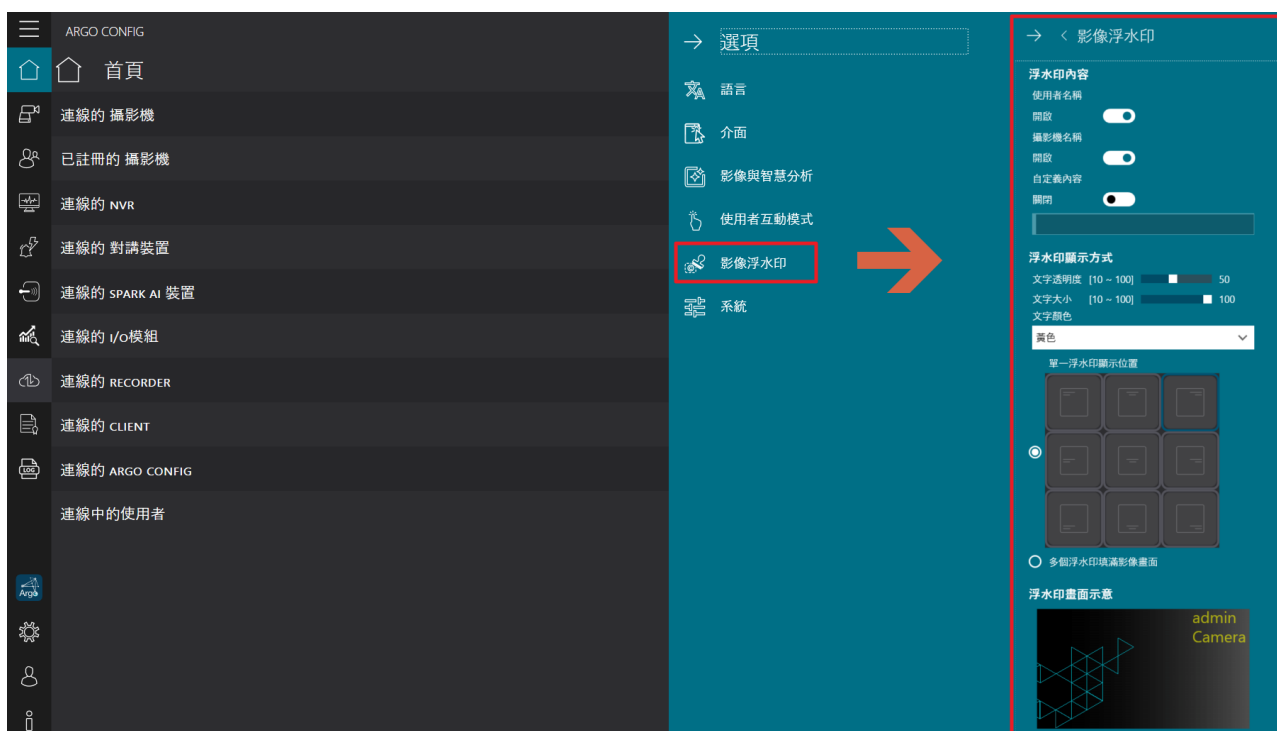 ARGO CONFIG
首頁
連線的 攝影機
已註冊的 攝影機
連線的 NVR
連線的 對講裝置
連線的 SPARK AI 裝置
連線的 I/O模組
連線的 RECORDER
連線的 CLIENT
連線的 ARGO CONFIG
連線中的使用者
LOG
Argo
選項
語言
介面
影像與智慧分析
使用者互動模式
影像浮水印
系統
影像浮水印
浮水印內容
使用者名稱
開啟
攝影機名稱
開啟
自定義內容
關閉
浮水印顯示方式
文字透明度 [10 ~ 100] 50
文字大小 [10 ~ 100] 100
文字顏色
黃色
單一浮水印顯示位置
多個浮水印填滿影像畫面
浮水印畫面示意
admin
Camera